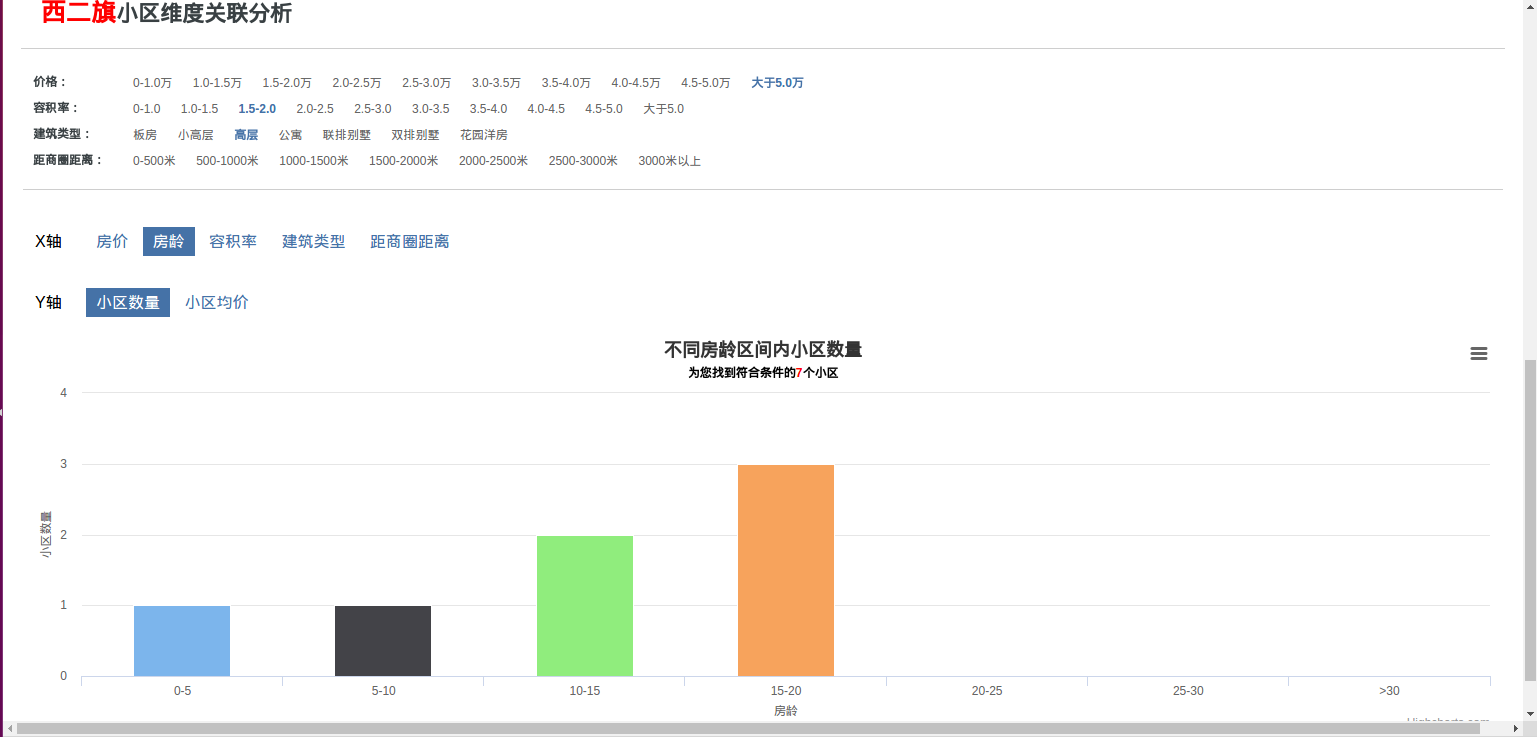 西二旗小区维度关联分析
价格： 0-1.0万 1.0-1.5万 1.5-2.0万 2.0-2.5万 2.5-3.0万 3.0-3.5万 3.5-4.0万 4.0-4.5万 4.5-5.0万 大于5.0万
容积率： 0-1.0 1.0-1.5 1.5-2.0 2.0-2.5 2.5-3.0 3.0-3.5 3.5-4.0 4.0-4.5 4.5-5.0 大于5.0
建筑类型： 板房 小高层 高层 公寓 联排别墅 双排别墅 花园洋房
距商圈距离： 0-500米 500-1000米 1000-1500米 1500-2000米 2000-2500米 2500-3000米 3000米以上
X轴 房价 房龄 容积率 建筑类型 距商圈距离
Y轴 小区数量 小区均价
不同房龄区间内小区数量
为您找到符合条件的7个小区
4
3
2
1
0
小区数量
0-5 5-10 10-15 15-20 20-25 25-30 >30
房龄
Highcharts.com